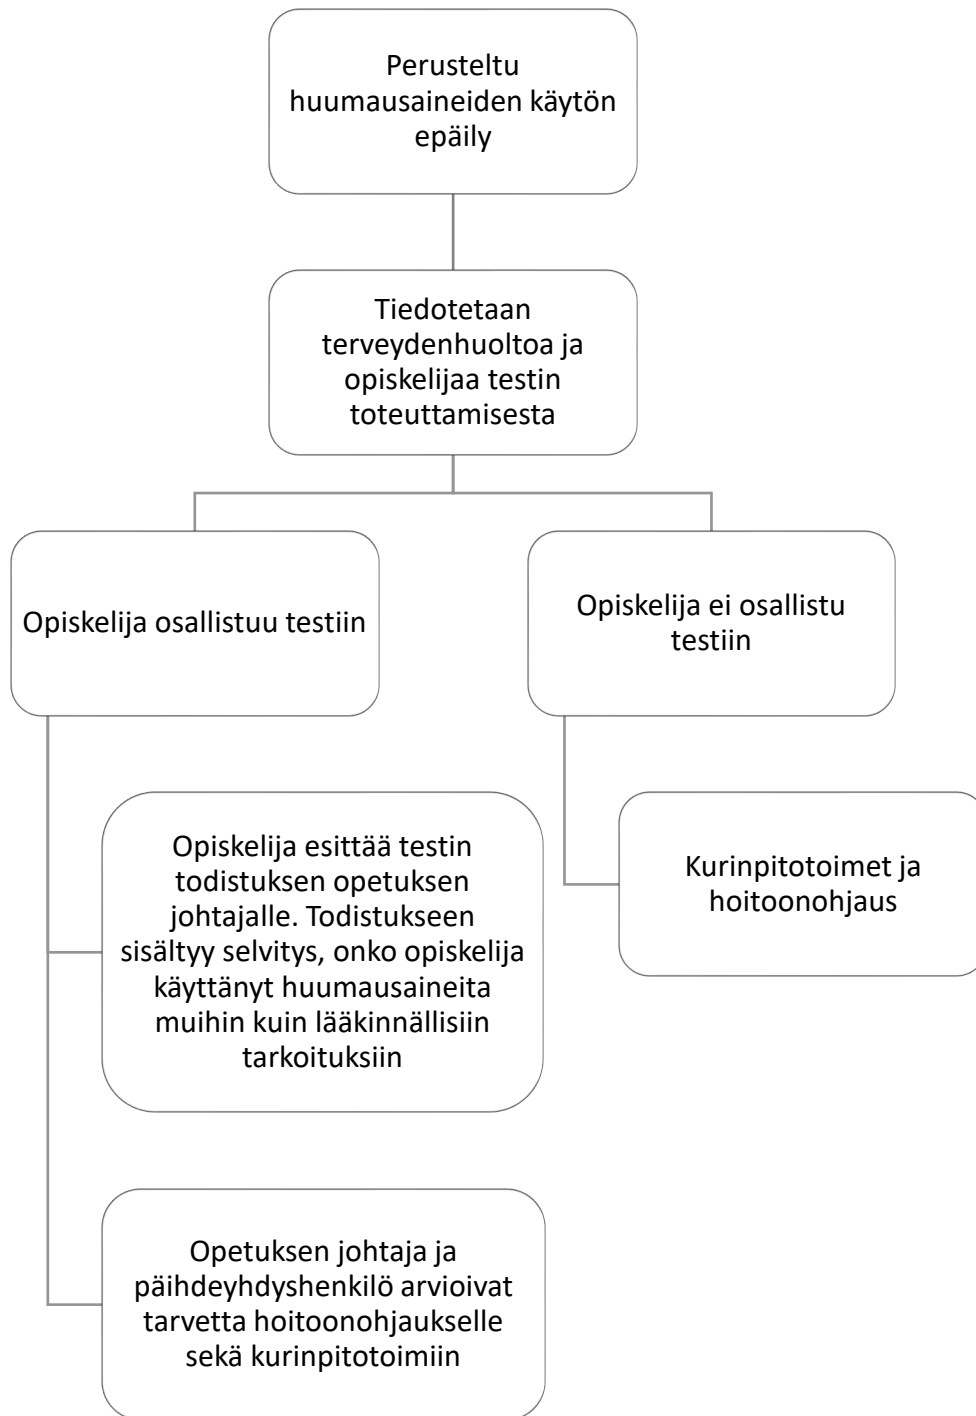 Perusteltu
huumausaineiden käytön
epäily
Tiedotetaan
terveydenhuoltoa ja
opiskelijaa testin
toteuttamisesta
Opiskelija osallistuu testiin
Opiskelija ei osallistu
testiin
Opiskelija esittää testin
todistuksen opetuksen
johtajalle. Todistukseen
sisältyy selvitys, onko opiskelija
käyttänyt huumausaineita
muihin kuin lääkinnällisiin
tarkoituksiin
Kurinpitotoimet ja
hoitoonohjaus
Opetuksen johtaja ja
päihdeyhdyshenkilö arvioivat
tarvetta hoitoonohjaukselle
sekä kurinpitotoimiin